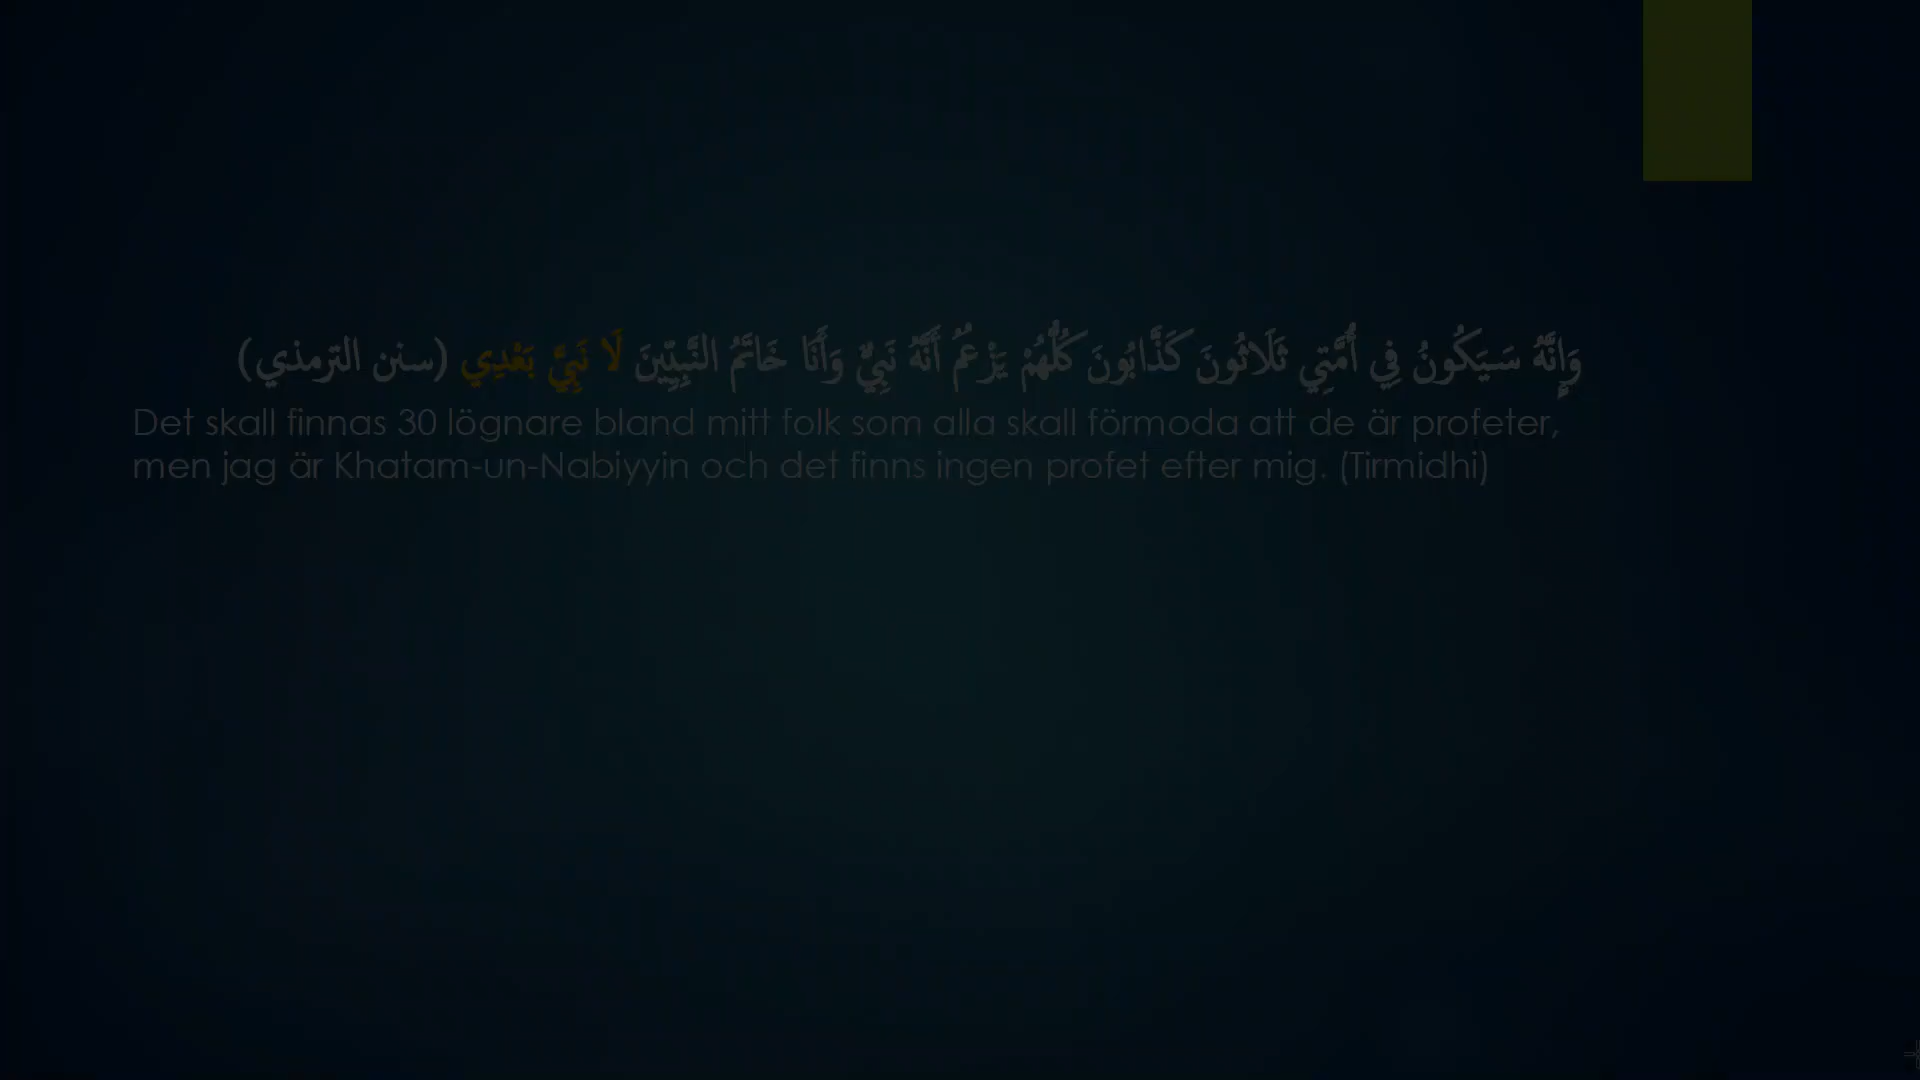 وَإِنَّهُ سَيَكُونُ فِي أُمَّتِي ثَلَاثُونَ كَذَّابُونَ كُلُّهُمْ يَزْعُمُ أَنَّهُ نَبِيٌّ وَأَنَا خَاتَمُ النَّبِيِّينَ لَا نَبِيَّ بَعْدِي (سنن الترمذي)
Det skall finnas 30 lögnare bland mitt folk som alla skall förmoda att de är profeter,
men jag är Khatam-un-Nabiyyin och det finns ingen profet efter mig. (Tirmidhi)